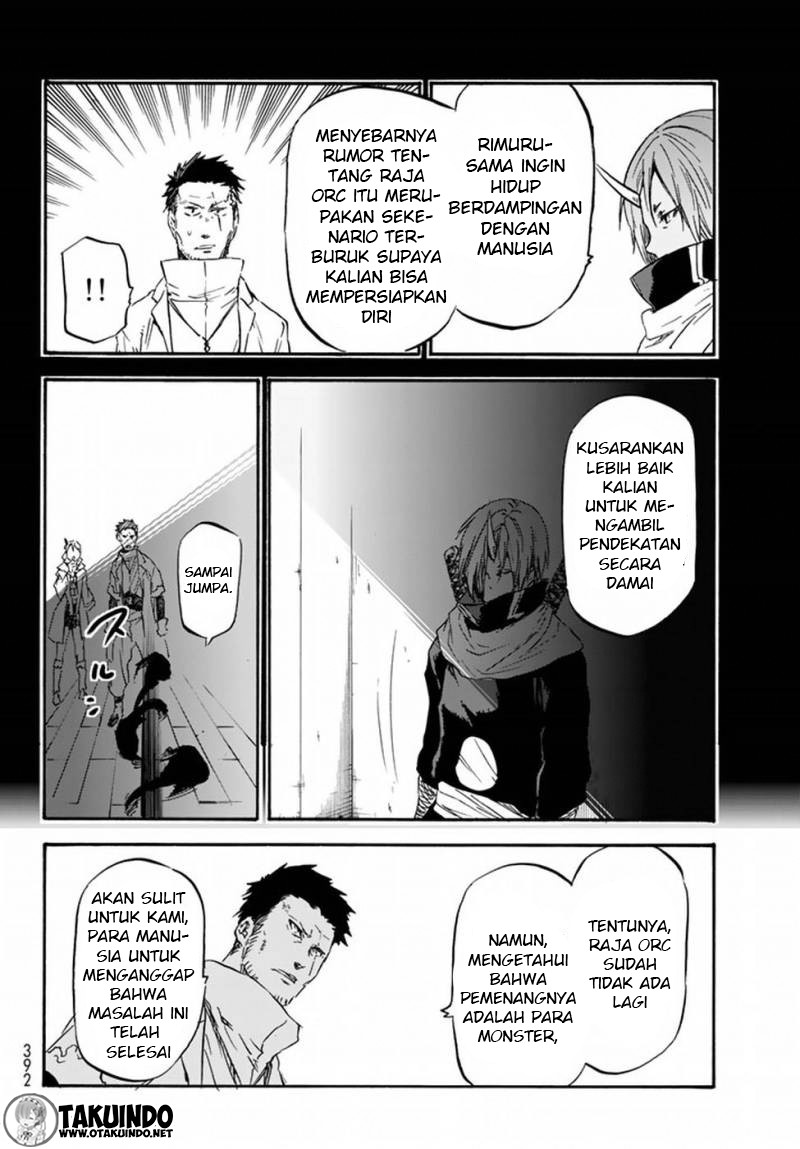 RIMURU-
SAMA INGIN
HIDUP
BERDAMPINGAN
DENGAN
MANUSIA
MENYEBARNYA
RUMOR TEN-
TANG RAJA
ORC ITU MERU-
PAKAN SEKE-
NARIO TER-
BURUK SUPAYA
KALIAN BISA
MEMPERSIAPKAN
DIRI
!!
KUSARANKAN
LEBIH BAIK
KALIAN
UNTUK ME-
NGAMBIL
PENDEKATAN
SECARA
DAMAI
SAMPAI
JUMPA.
スルン
TENTUNYA,
RAJA ORC
SUDAH
TIDAK ADA
LAGI
NAMUN,
MENGETAHUI
BAHWA
PEMENANGNYA
ADALAH PARA
MONSTER,
AKAN SULIT
UNTUK KAMI,
PARA MANU-
SIA UNTUK
MENGANGGAP
BAHWA
MASALAH INI
TELAH
SELESAI
392
TAKUINDO
WWW.OTAKUINDO.NET